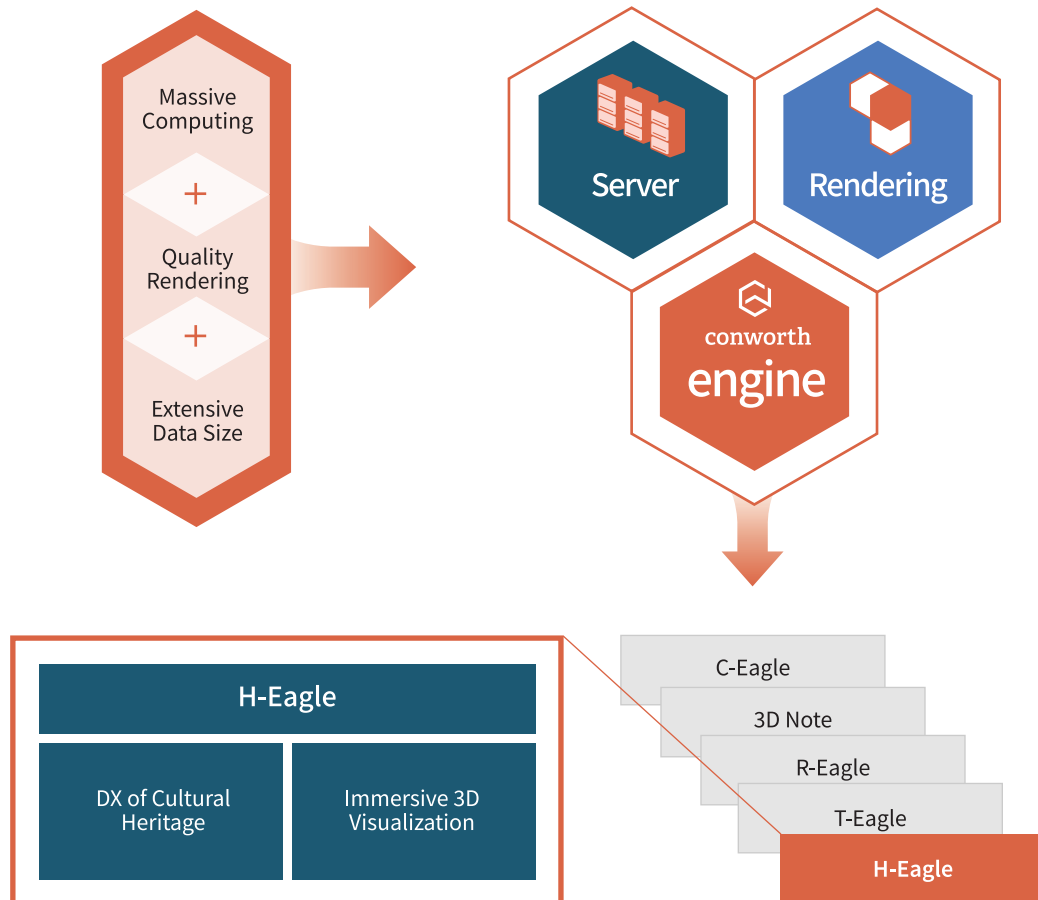 Massive
Computing
+
Quality
Rendering
+
Extensive
Data Size
Server
Rendering
conworth
engine
H-Eagle
DX of Cultural
Heritage
Immersive 3D
Visualization
C-Eagle
3D Note
R-Eagle
T-Eagle
H-Eagle